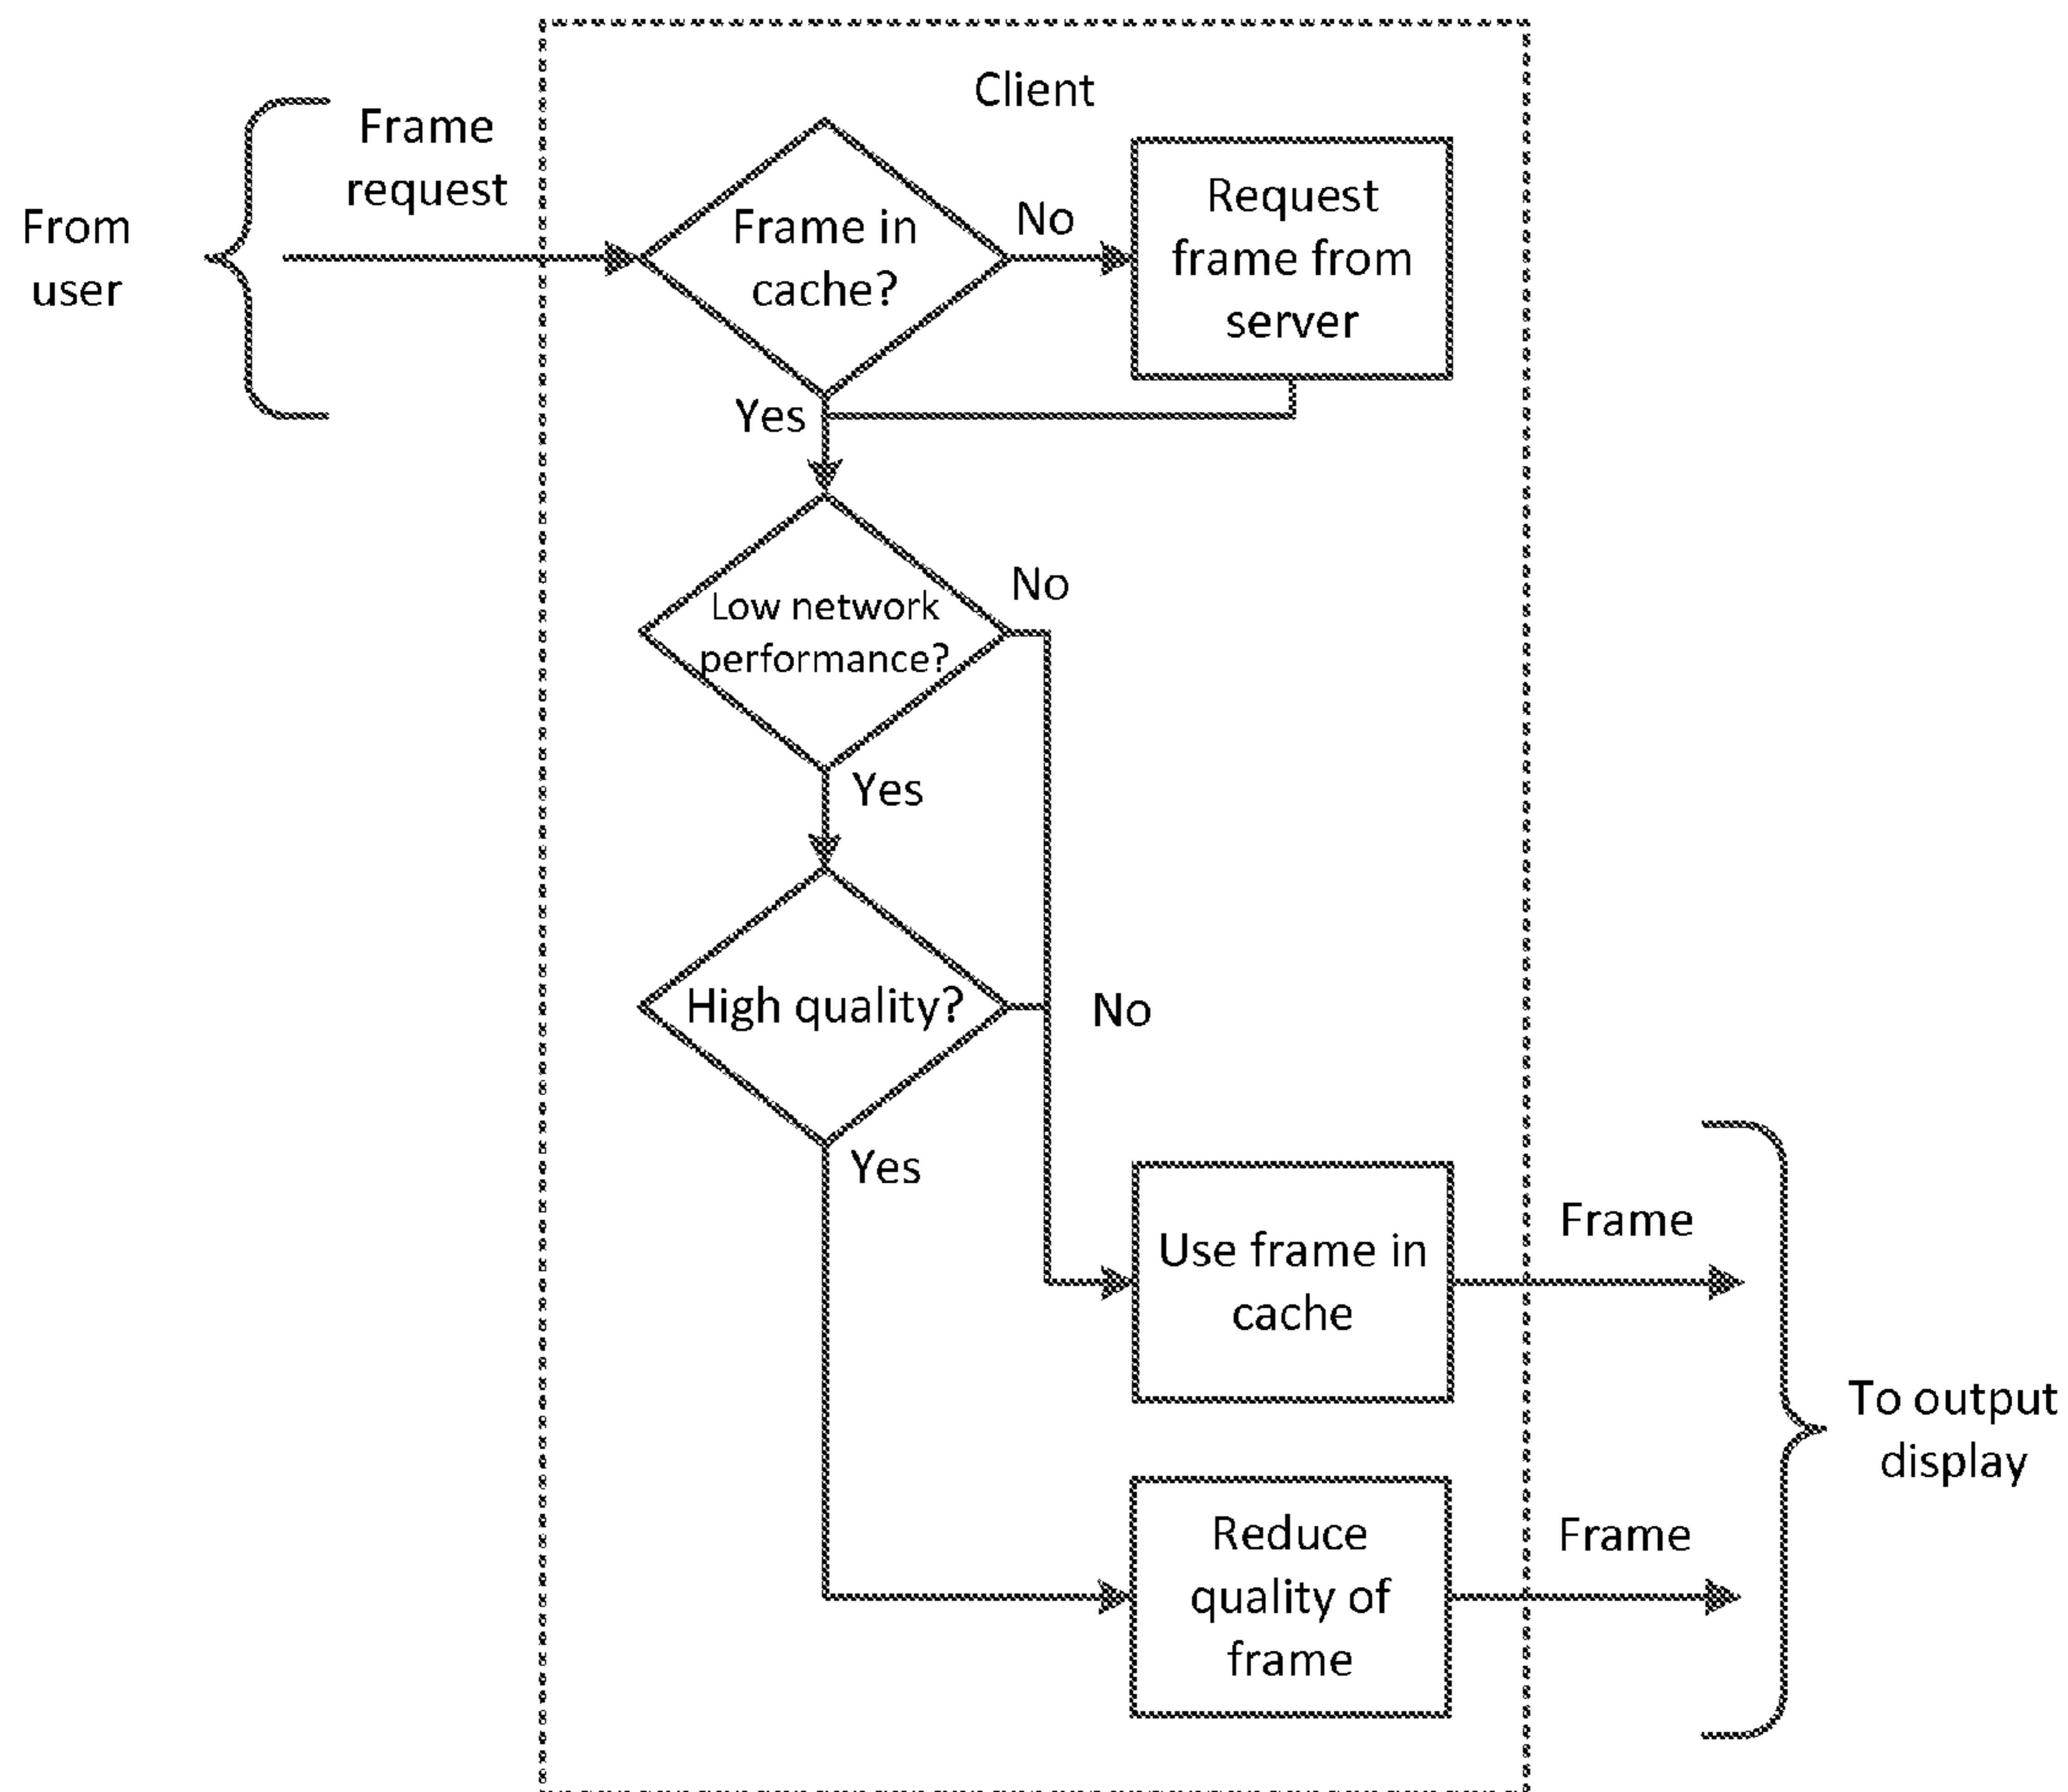 Client
From
user
Frame
request
Frame in
cache?
No
Request
frame from
server
Yes
Low network
performance?
No
Yes
High quality?
No
Yes
Use frame in
cache
Frame
Reduce
quality of
frame
Frame
To output
display